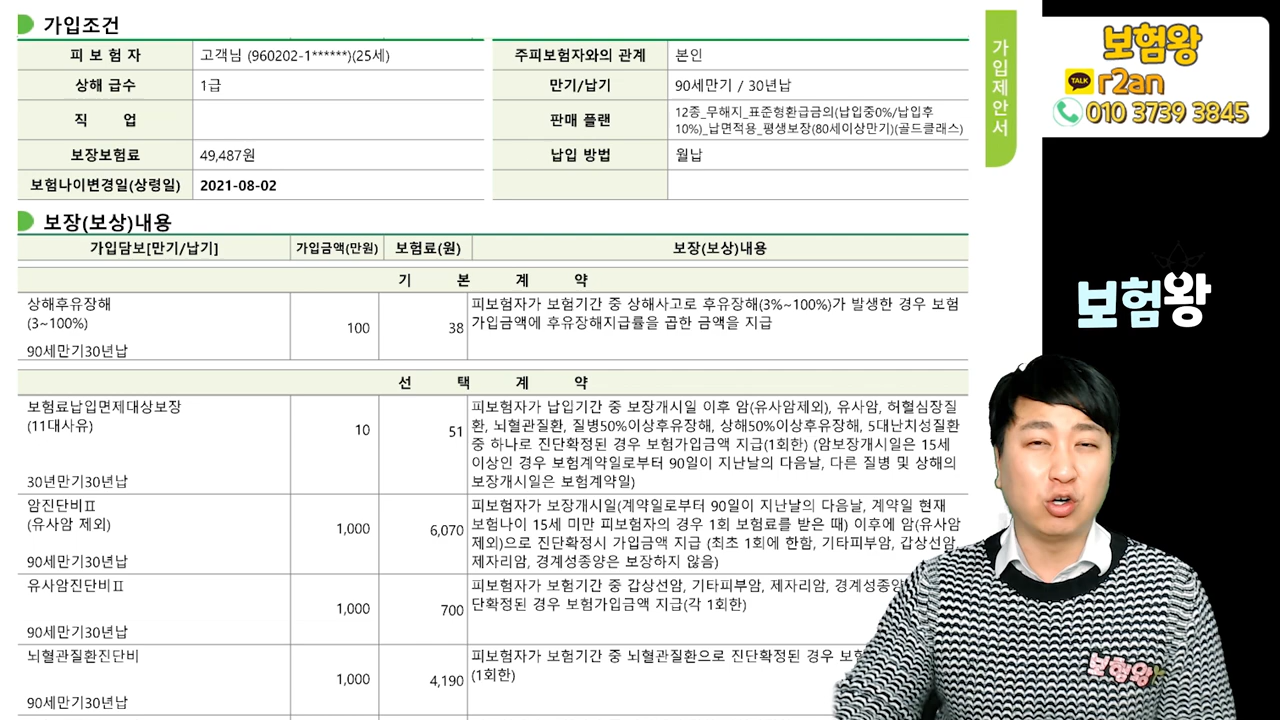 가입조건
피 보 험 자 고객님 (960202-1******)(25세) 주피보험자와의 관계 본인
상해 급수 1급 만기/납기 90세만기 / 30년납
직 업 판매 플랜 12종_무해지_표준형환급금의(납입중0%/납입후
10%)_납면적용_평생보장(80세이상만기)(골드클래스)
보장보험료 49,487원 납입 방법 월납
보험나이변경일(상령일) 2021-08-02
가입제안서
보험왕
TALK r2an
010 3739 3845
보장(보상)내용
가입담보[만기/납기] 가입금액(만원) 보험료(원) 보장(보상)내용
기 본 계 약
상해후유장해
(3~100%)
90세만기30년납
100 38
피보험자가 보험기간 중 상해사고로 후유장해(3%~100%)가 발생한 경우 보험
가입금액에 후유장해지급률을 곱한 금액을 지급
선 택 계 약
보험료납입면제대상보장
(11대사유)
30년만기30년납
10 51
피보험자가 납입기간 중 보장개시일 이후 암(유사암제외), 유사암, 허혈심장질
환, 뇌혈관질환, 질병50%이상후유장해, 상해50%이상후유장해, 5대난치성질환
중 하나로 진단확정된 경우 보험가입금액 지급(1회한) (암보장개시일은 15세
이상인 경우 보험계약일로부터 90일이 지난날의 다음날, 다른 질병 및 상해의
보장개시일은 보험계약일)
암진단비Ⅱ
(유사암 제외)
90세만기30년납
1,000 6,070
피보험자가 보장개시일(계약일로부터 90일이 지난날의 다음날, 계약일 현재
보험나이 15세 미만 피보험자의 경우 1회 보험료를 받은 때) 이후에 암(유사암
제외)으로 진단확정시 가입금액 지급 (최초 1회에 한함, 기타피부암, 갑상선암
제자리암, 경계성종양은 보장하지 않음)
유사암진단비Ⅱ
90세만기30년납
1,000 700
피보험자가 보험기간 중 갑상선암, 기타피부암, 제자리암, 경계성종양
단확정된 경우 보험가입금액 지급(각 1회한)
뇌혈관질환진단비
90세만기30년납
1,000 4,190
피보험자가 보험기간 중 뇌혈관질환으로 진단확정된 경우 보험
(1회한)
보험왕
보험왕